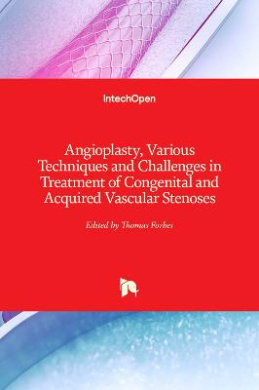 IntechOpen
Angioplasty, Various
Techniques and Challenges in
Treatment of Congenital and
Acquired Vascular Stenoses
Edited by Thomas Forbes